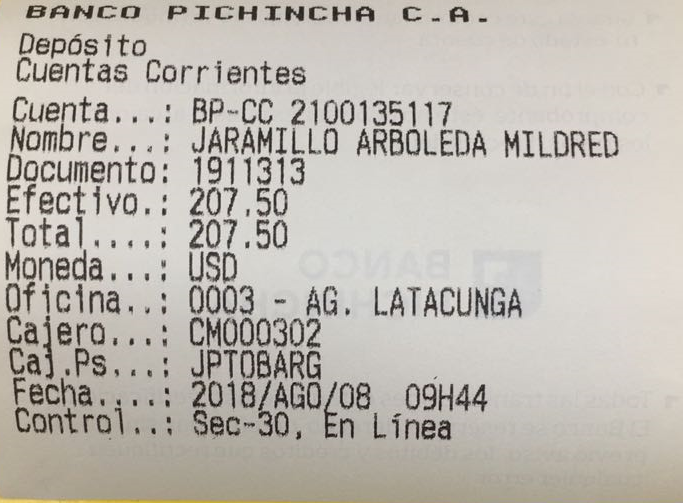 BANCO PICHINCHA C.A.
Depósito
Cuentas Corrientes
Cuenta...: BP-CC 2100135117
Nombre...: JARAMILLO ARBOLEDA MILDRED
Documento: 1911313
Efectivo.: 207.50
Total....: 207.50
Moneda...: USD
Oficina..: 0003 - AG. LATACUNGA
Cajero...: CM000302
Caj.Ps...: JPTOBARG
Fecha....: 2018/AGO/08 09H44
Control..: Sec-30, En Línea